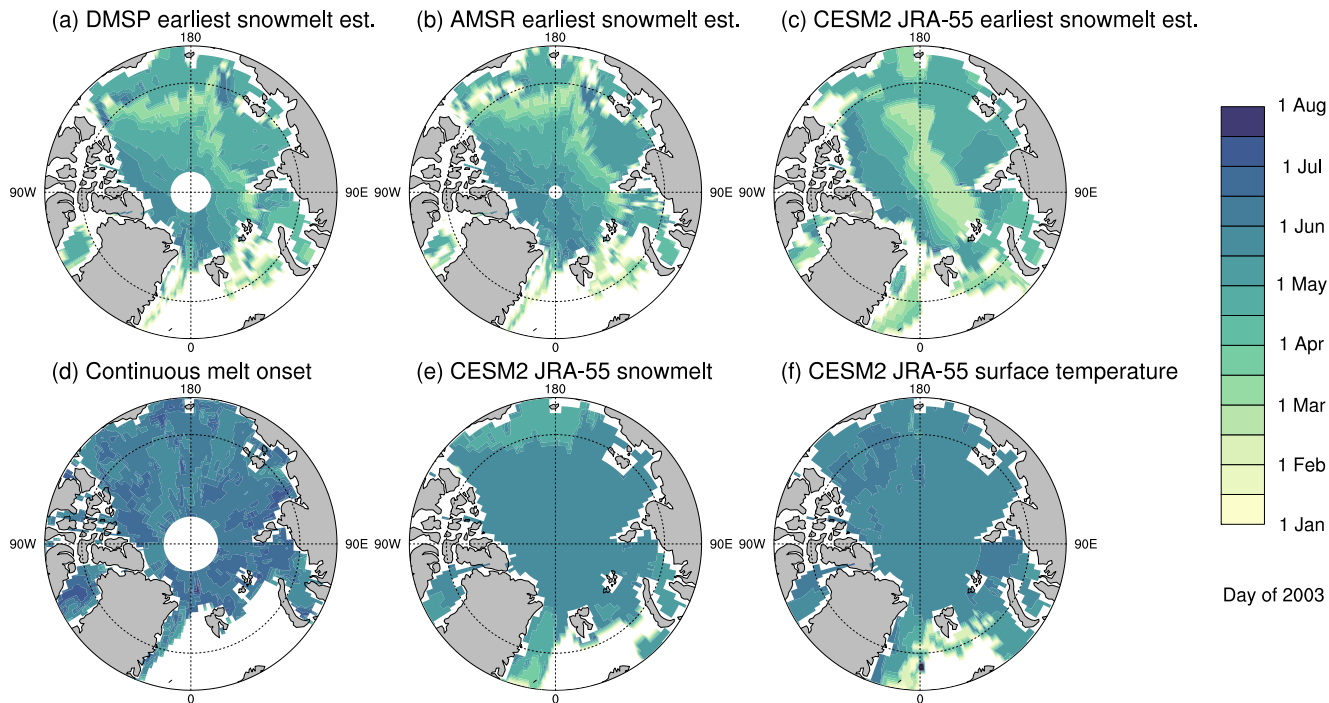 (a) DMSP earliest snowmelt est.
(b) AMSR earliest snowmelt est.
(c) CESM2 JRA-55 earliest snowmelt est.
180
180
180
90W
90E
90W
90E
90W
90E
0
0
0
(d) Continuous melt onset
(e) CESM2 JRA-55 snowmelt
(f) CESM2 JRA-55 surface temperature
180
180
180
90W
90E
90W
90E
90W
90E
0
0
0
1 Aug
1 Jul
1 Jun
1 May
1 Apr
1 Mar
1 Feb
1 Jan
Day of 2003